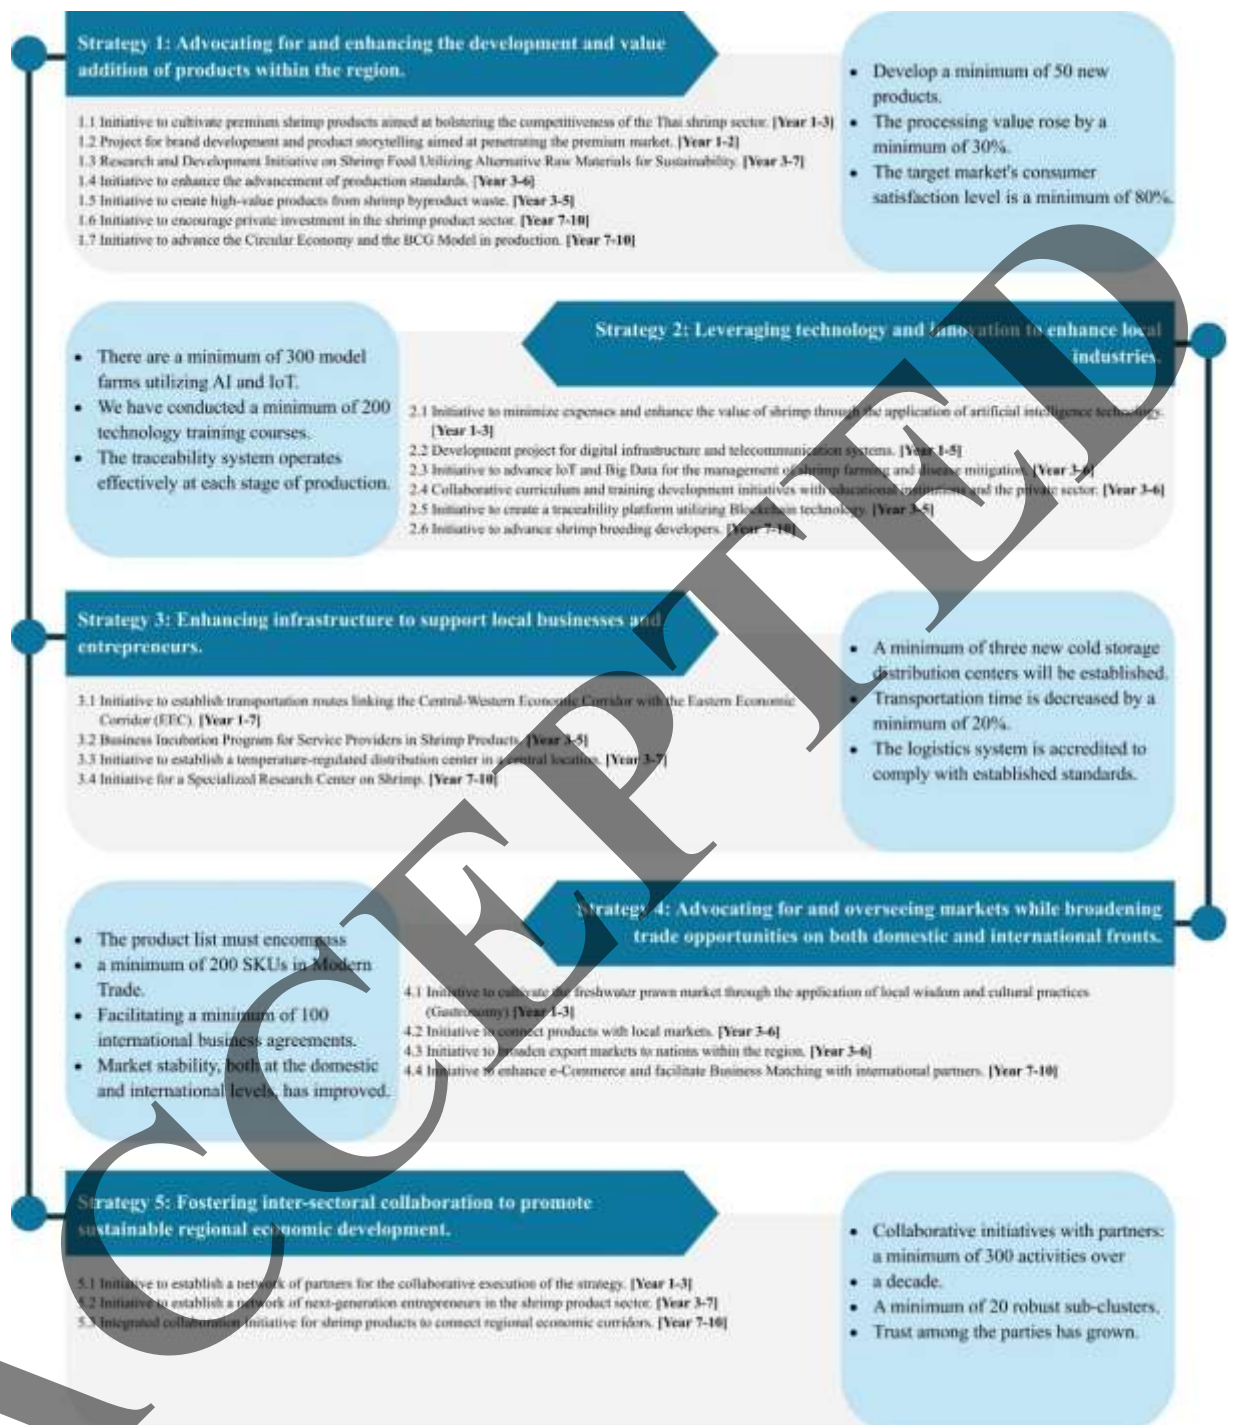 Strategy 1: Advocating for and enhancing the development and value
addition of products within the region.
1.1 Initiative to cultivate premium shrimp products aimed at bolstering the competitiveness of the Thai shrimp sector. [Year 1-3]
1.2 Project for brand development and product storytelling aimed at penetrating the premium market. [Year 1-2]
1.3 Research and Development Initiative on Shrimp Food Utilizing Alternative Raw Materials for Sustainability. [Year 3-7]
1.4 Initiative to enhance the advancement of production standards. [Year 3-6]
1.5 Initiative to create high-value products from shrimp byproduct waste. [Year 3-5]
1.6 Initiative to encourage private investment in the shrimp product sector. [Year 7-10]
1.7 Initiative to advance the Circular Economy and the BCG Model in production. [Year 7-10]
• Develop a minimum of 50 new
products.
• The processing value rose by a
minimum of 30%.
• The target market's consumer
satisfaction level is a minimum of 80%.
Strategy 2: Leveraging technology and innovation to enhance local
industries.
• There are a minimum of 300 model
farms utilizing AI and IoT.
• We have conducted a minimum of 200
technology training courses.
• The traceability system operates
effectively at each stage of production.
2.1 Initiative to minimize expenses and enhance the value of shrimp through the application of artificial intelligence technology.
[Year 1-3]
2.2 Development project for digital infrastructure and telecommunication systems. [Year 1-5]
2.3 Initiative to advance IoT and Big Data for the management of shrimp farming and disease mitigation. [Year 3-6]
2.4 Collaborative curriculum and training development initiatives with educational institutions and the private sector. [Year 3-6]
2.5 Initiative to create a traceability platform utilizing Blockchain technology. [Year 3-5]
2.6 Initiative to advance shrimp breeding developers. [Year 7-10]
Strategy 3: Enhancing infrastructure to support local businesses and
entrepreneurs.
3.1 Initiative to establish transportation routes linking the Central-Western Economic Corridor with the Eastern Economic
Corridor (EEC). [Year 1-7]
3.2 Business Incubation Program for Service Providers in Shrimp Products. [Year 3-5]
3.3 Initiative to establish a temperature-regulated distribution center in a central location. [Year 3-7]
3.4 Initiative for a Specialized Research Center on Shrimp. [Year 7-10]
• A minimum of three new cold storage
distribution centers will be established.
• Transportation time is decreased by a
minimum of 20%.
• The logistics system is accredited to
comply with established standards.
Strategy 4: Advocating for and overseeing markets while broadening
trade opportunities on both domestic and international fronts.
• The product list must encompass
• a minimum of 200 SKUs in Modern
Trade.
• Facilitating a minimum of 100
international business agreements.
• Market stability, both at the domestic
and international levels, has improved.
4.1 Initiative to cultivate the freshwater prawn market through the application of local wisdom and cultural practices
(Gastronomy) [Year 1-3]
4.2 Initiative to connect products with local markets. [Year 3-6]
4.3 Initiative to broaden export markets to nations within the region. [Year 3-6]
4.4 Initiative to enhance e-Commerce and facilitate Business Matching with international partners. [Year 7-10]
Strategy 5: Fostering inter-sectoral collaboration to promote
sustainable regional economic development.
5.1 Initiative to establish a network of partners for the collaborative execution of the strategy. [Year 1-3]
5.2 Initiative to establish a network of next-generation entrepreneurs in the shrimp product sector. [Year 3-7]
5.3 Integrated collaboration Initiative for shrimp products to connect regional economic corridors. [Year 7-10]
• Collaborative initiatives with partners:
a minimum of 300 activities over
• a decade.
• A minimum of 20 robust sub-clusters.
• Trust among the parties has grown.
ACCEPTED